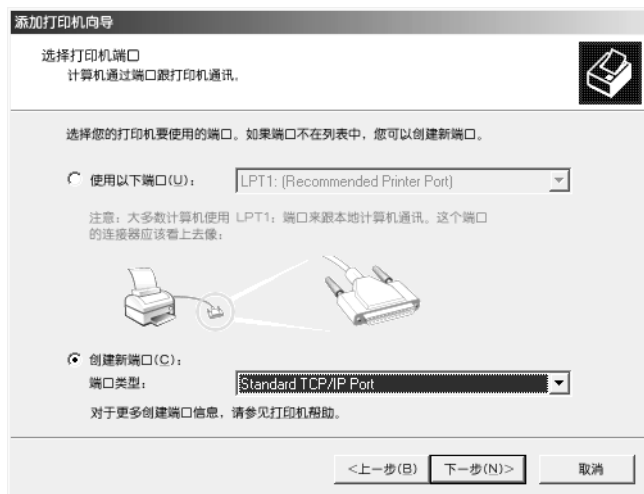 添加打印机向导
选择打印机端口
计算机通过端口跟打印机通讯.
选择您的打印机要使用的端口。如果端口不在列表中，您可以创建新端口。
使用以下端口(U)：
LPT1: (Recommended Printer Port)
注意：大多数计算机使用 LPT1：端口来跟本地计算机通讯。这个端口
的连接器应该看上去像：
创建新端口(C)：
端口类型：
Standard TCP/IP Port
对于更多创建端口信息，请参见打印机帮助。
<上一步(B) 下一步(N)> 取消